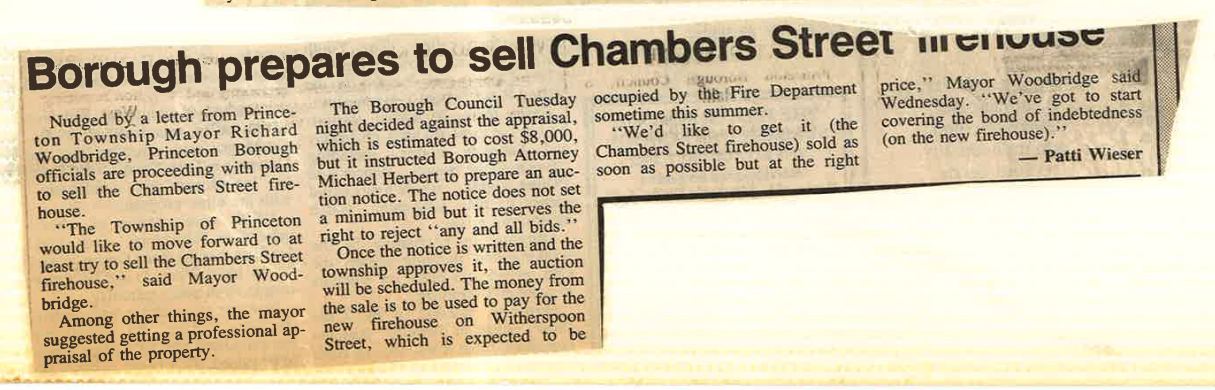 Borough prepares to sell Chambers Street firehouse
Nudged by a letter from Prince-
ton Township Mayor Richard
Woodbridge, Princeton Borough
officials are proceeding with plans
to sell the Chambers Street fire-
house.
"The Township of Princeton
would like to move forward to at
least try to sell the Chambers Street
firehouse," said Mayor Wood-
bridge.
Among other things, the mayor
suggested getting a professional ap-
praisal of the property.
The Borough Council Tuesday
night decided against the appraisal,
which is estimated to cost $8,000,
but it instructed Borough Attorney
Michael Herbert to prepare an auc-
tion notice. The notice does not set
a minimum bid but it reserves the
right to reject "any and all bids."
Once the notice is written and the
township approves it, the auction
will be scheduled. The money from
the sale is to be used to pay for the
new firehouse on Witherspoon
Street, which is expected to be
occupied by the Fire Department
sometime this summer.
"We'd like to get it (the
Chambers Street firehouse) sold as
soon as possible but at the right
price," Mayor Woodbridge said
Wednesday. "We've got to start
covering the bond of indebtedness
(on the new firehouse)."
— Patti Wieser